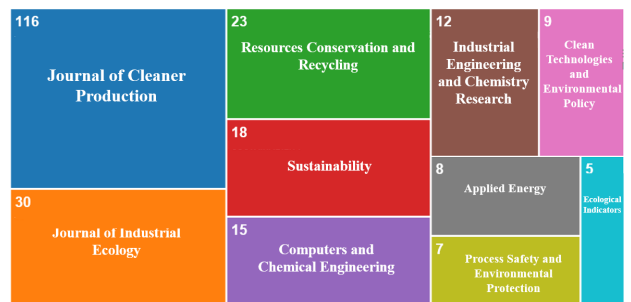 116
Journal of Cleaner
Production
30
Journal of Industrial
Ecology
23
Resources Conservation and
Recycling
18
Sustainability
15
Computers and
Chemical Engineering
12
Industrial
Engineering
and Chemistry
Research
9
Clean
Technologies
and
Environmental
Policy
8
Applied Energy
7
Process Safety and
Environmental
Protection
5
Ecological
Indicators